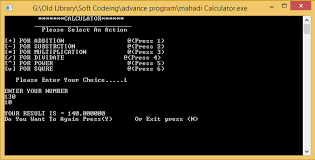 G:\Old Library\Soft Codeing\advance program\mahadi Calculator.exe
*******CALCULATOR*******
Please Select An Action
[+] FOR ADDITION @(Press 1)
[-] FOR SUBSTRCTION @(Press 2)
[*] FOR MULTIPLICATION @(Press 3)
[/] FOR DIVIDATE @(Press 4)
[^] FOR POWER @(Press 5)
[v] FOR SQURE @(Press 6)
Please Enter Your Choice.....1
ENTER YOUR NUMBER
130
10
YOUR RESULT IS = 140.000000
Do You Want To Again Press(Y) Or Exit press (N)